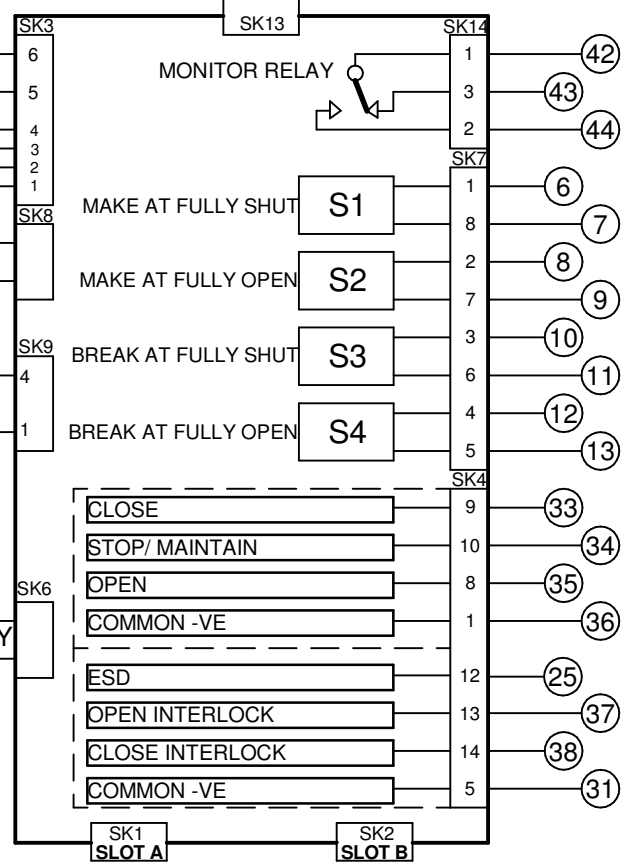 SK3
SK13
SK14
6
MONITOR RELAY
1
42
5
3
43
4
2
44
3
2
1
SK7
MAKE AT FULLY SHUT
S1
1
6
8
7
SK8
MAKE AT FULLY OPEN
S2
2
8
7
9
SK9
4
BREAK AT FULLY SHUT
S3
3
10
6
11
1
BREAK AT FULLY OPEN
S4
4
12
5
13
SK4
CLOSE
9
33
STOP/ MAINTAIN
10
34
SK6
OPEN
8
35
COMMON -VE
1
36
Y
ESD
12
25
OPEN INTERLOCK
13
37
CLOSE INTERLOCK
14
38
COMMON -VE
5
31
SK1
SLOT A
SK2
SLOT B